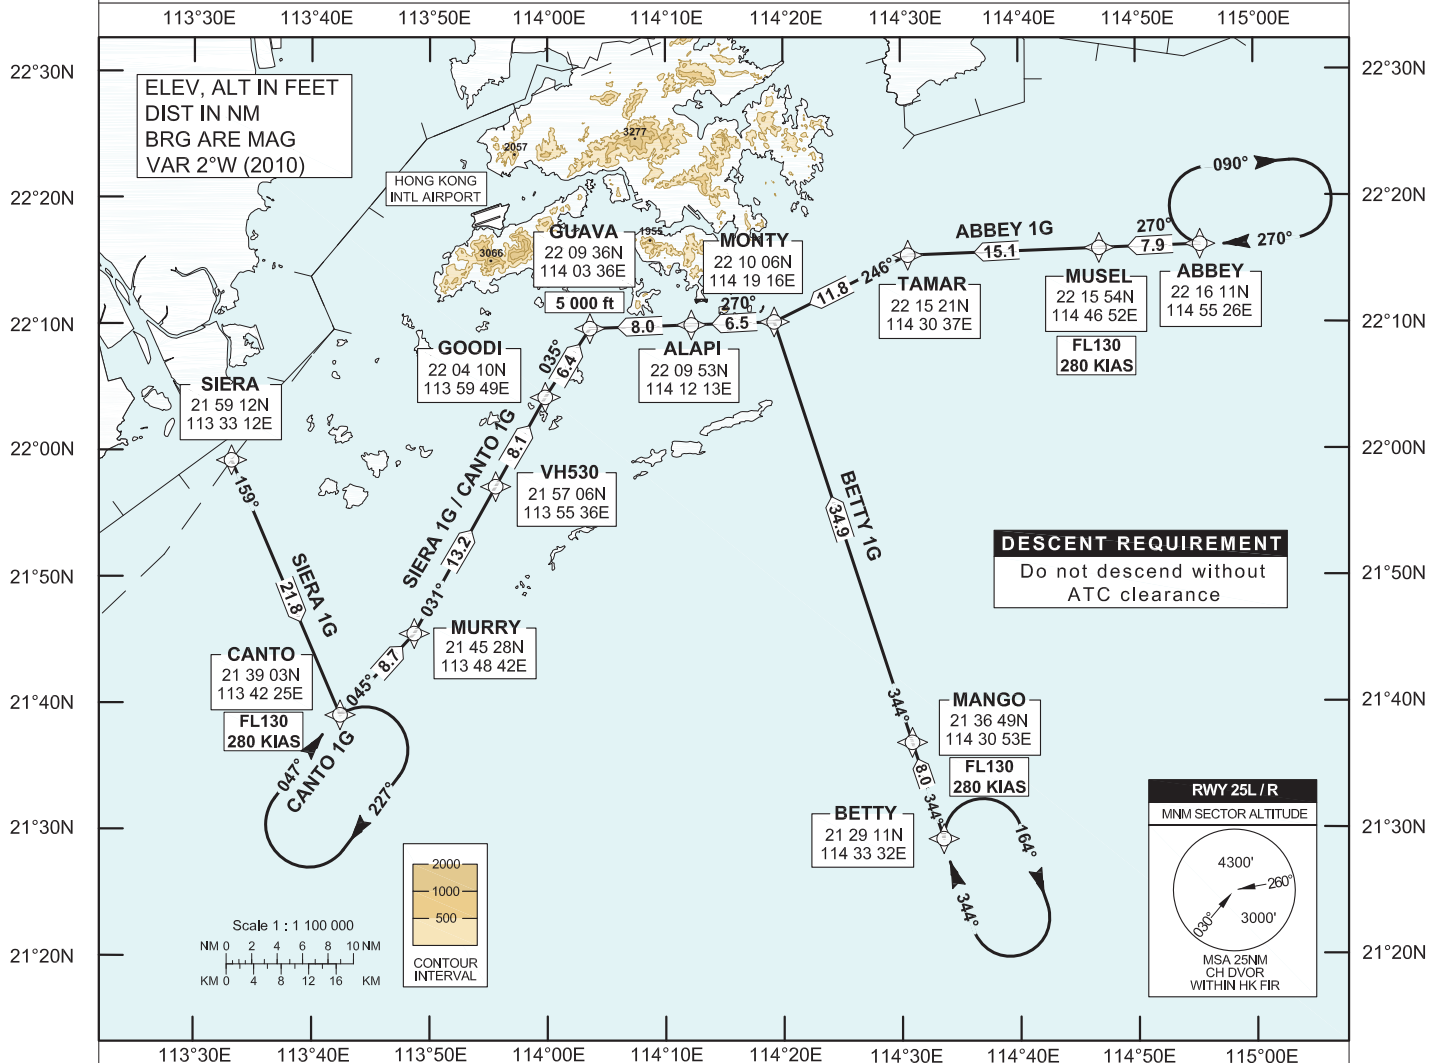 113°30E 113°40E 113°50E 114°00E 114°10E 114°20E 114°30E 114°40E 114°50E 115°00E
22°30N
22°30N
ELEV, ALT IN FEET
DIST IN NM
BRG ARE MAG
VAR 2°W (2010)
3277
2057
090°
HONG KONG
INTL AIRPORT
22°20N
22°20N
GUAVA
22 09 36N
114 03 36E
5 000 ft
1955
3066
MONTY
22 10 06N
114 19 16E
270°
ABBEY 1G
270°
270°
15.1
7.9
246°
11.8
TAMAR
22 15 21N
114 30 37E
MUSEL
22 15 54N
114 46 52E
FL130
280 KIAS
ABBEY
22 16 11N
114 55 26E
22°10N
22°10N
8.0
6.5
GOODI
22 04 10N
113 59 49E
035°
6.4
ALAPI
22 09 53N
114 12 13E
SIERA
21 59 12N
113 33 12E
22°00N
22°00N
8.1
SIERA 1G / CANTO 1G
159°
VH530
21 57 06N
113 55 36E
BETTY 1G
34.9
13.2
DESCENT REQUIREMENT
Do not descend without
ATC clearance
21°50N
21°50N
SIERA 1G
21.8
031°
MURRY
21 45 28N
113 48 42E
CANTO
21 39 03N
113 42 25E
FL130
280 KIAS
045°
8.7
21°40N
21°40N
344°
MANGO
21 36 49N
114 30 53E
FL130
280 KIAS
047°
CANTO 1G
227°
8.0
344°
BETTY
21 29 11N
114 33 32E
164°
344°
21°30N
21°30N
RWY 25L / R
MNM SECTOR ALTITUDE
4300'
260°
3000'
030°
MSA 25NM
CH DVOR
WITHIN HK FIR
2000
1000
500
CONTOUR
INTERVAL
Scale 1 : 1 100 000
NM 0 2 4 6 8 10 NM
KM 0 4 8 12 16 KM
21°20N
21°20N
113°30E 113°40E 113°50E 114°00E 114°10E 114°20E 114°30E 114°40E 114°50E 115°00E